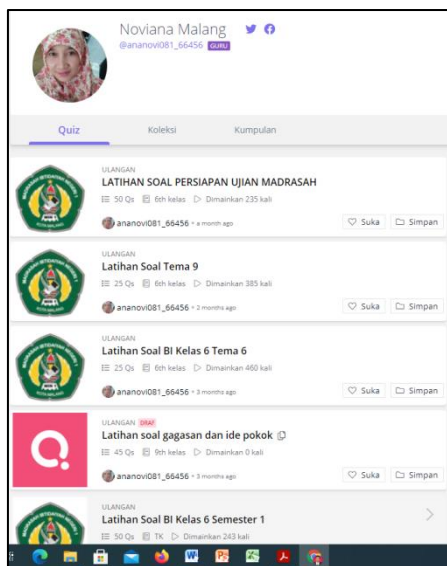 Noviana Malang
@ananovi081_66456 GURU
Quiz Koleksi Kumpulan
ULANGAN
LATIHAN SOAL PERSIAPAN UJIAN MADRASAH
50 Qs 6th kelas Dimainkan 235 kali
ananovi081_66456 • a month ago
Suka Simpan
ULANGAN
Latihan Soal Tema 9
25 Qs 6th kelas Dimainkan 385 kali
ananovi081_66456 • 2 months ago
Suka Simpan
ULANGAN
Latihan Soal BI Kelas 6 Tema 6
25 Qs 6th kelas Dimainkan 460 kali
ananovi081_66456 • 3 months ago
Suka Simpan
ULANGAN DRAF
Latihan soal gagasan dan ide pokok
45 Qs 9th kelas Dimainkan 0 kali
ananovi081_66456 • 3 months ago
Suka Simpan
ULANGAN
Latihan Soal BI Kelas 6 Semester 1
50 Qs TK Dimainkan 243 kali